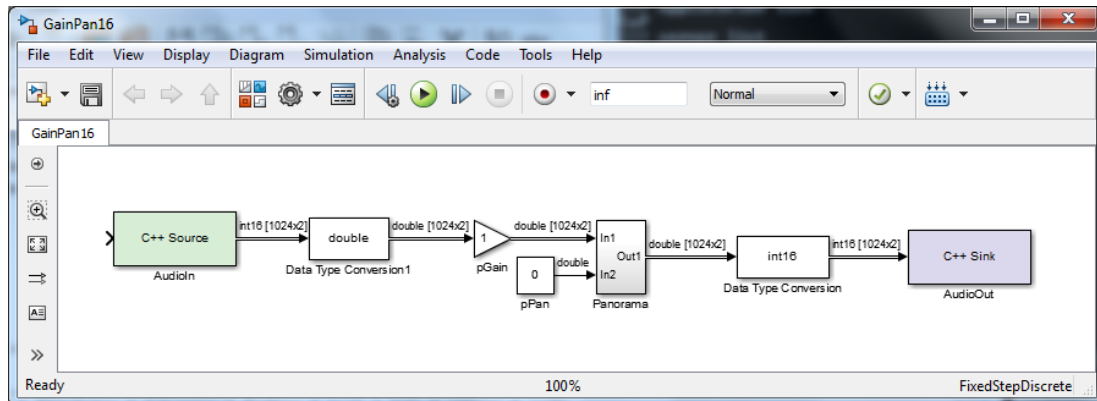 GainPan16
File Edit View Display Diagram Simulation Analysis Code Tools Help
inf Normal
GainPan16
C++ Source
AudioIn
int16 [1024x2]
double
Data Type Conversion1
double [1024x2]
1
pGain
double [1024x2]
0
pPan
double
In1
Out1
In2
Panorama
double [1024x2]
int16
Data Type Conversion
int16 [1024x2]
C++ Sink
AudioOut
Ready 100% FixedStepDiscrete